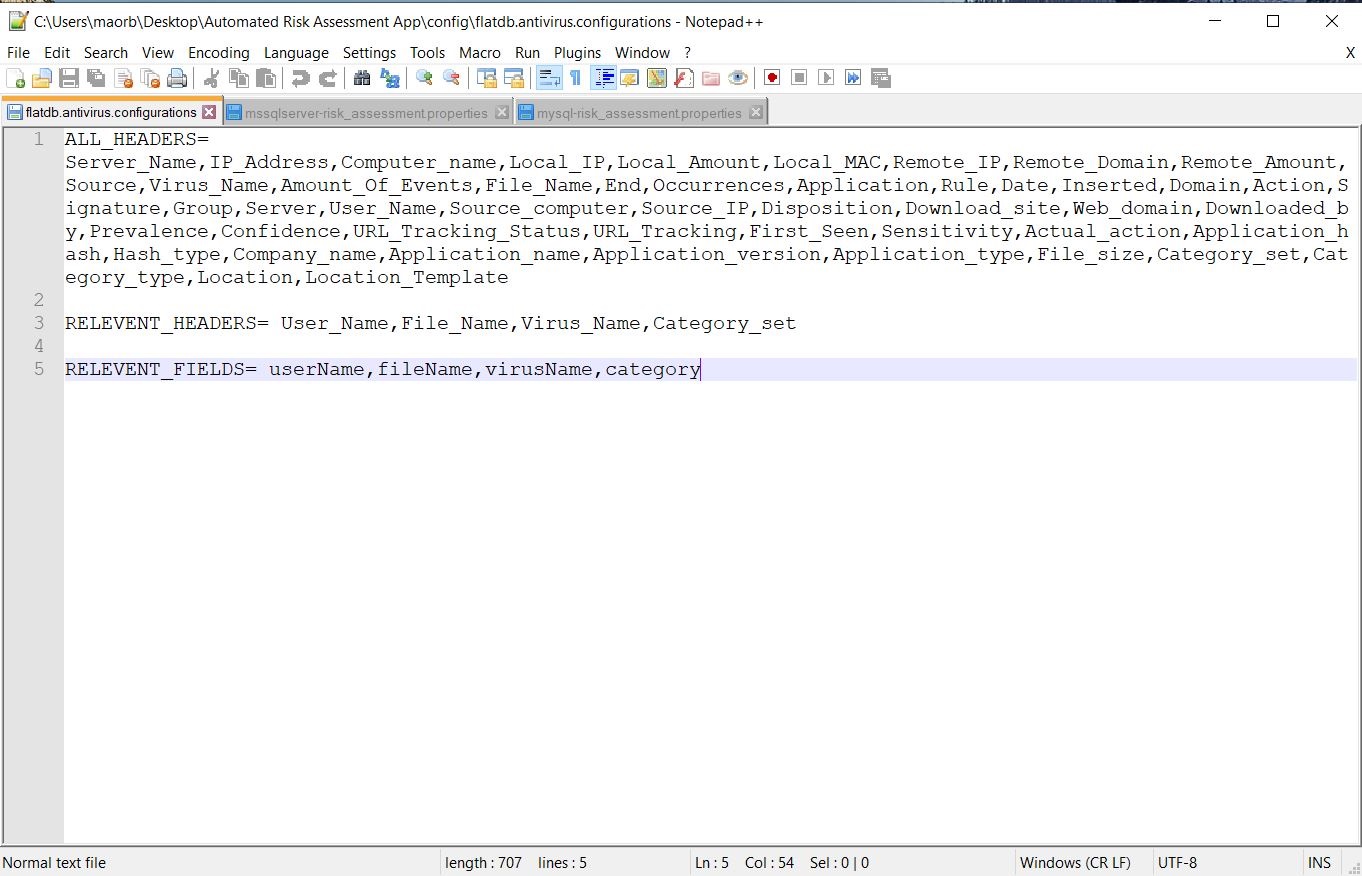 C:\Users\maorb\Desktop\Automated Risk Assessment App\config\flatdb.antivirus.configurations - Notepad++
File Edit Search View Encoding Language Settings Tools Macro Run Plugins Window ? X
flatdb.antivirus.configurations mssqlserver-risk_assessment.properties mysql-risk_assessment.properties
1 ALL_HEADERS=
Server_Name,IP_Address,Computer_name,Local_IP,Local_Amount,Local_MAC,Remote_IP,Remote_Domain,Remote_Amount,
Source,Virus_Name,Amount_Of_Events,File_Name,End,Occurrences,Application,Rule,Date,Inserted,Domain,Action,S
ignature,Group,Server,User_Name,Source_computer,Source_IP,Disposition,Download_site,Web_domain,Downloaded_b
y,Prevalence,Confidence,URL_Tracking_Status,URL_Tracking,First_Seen,Sensitivity,Actual_action,Application_h
ash,Hash_type,Company_name,Application_name,Application_version,Application_type,File_size,Category_set,Cat
egory_type,Location,Location_Template
2
3 RELEVENT_HEADERS= User_Name,File_Name,Virus_Name,Category_set
4
5 RELEVENT_FIELDS= userName,fileName,virusName,category
Normal text file length : 707 lines : 5 Ln : 5 Col : 54 Sel : 0 | 0 Windows (CR LF) UTF-8 INS